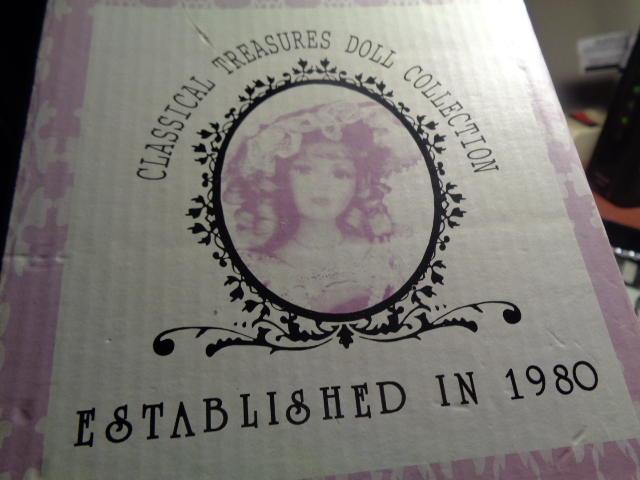 CLASSICAL TREASURES DOLL COLLECTION
ESTABLISHED IN 1980